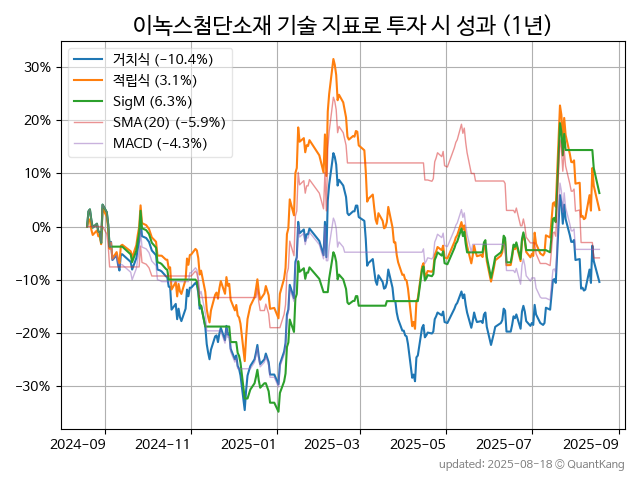 이녹스첨단소재 기술 지표로 투자 시 성과 (1년)
거치식 (−10.4%)
적립식 (3.1%)
SigM (6.3%)
SMA(20) (−5.9%)
MACD (−4.3%)
30%
20%
10%
0%
−10%
−20%
−30%
2024-09 2024-11 2025-01 2025-03 2025-05 2025-07 2025-09
updated: 2025-08-18 © QuantKang